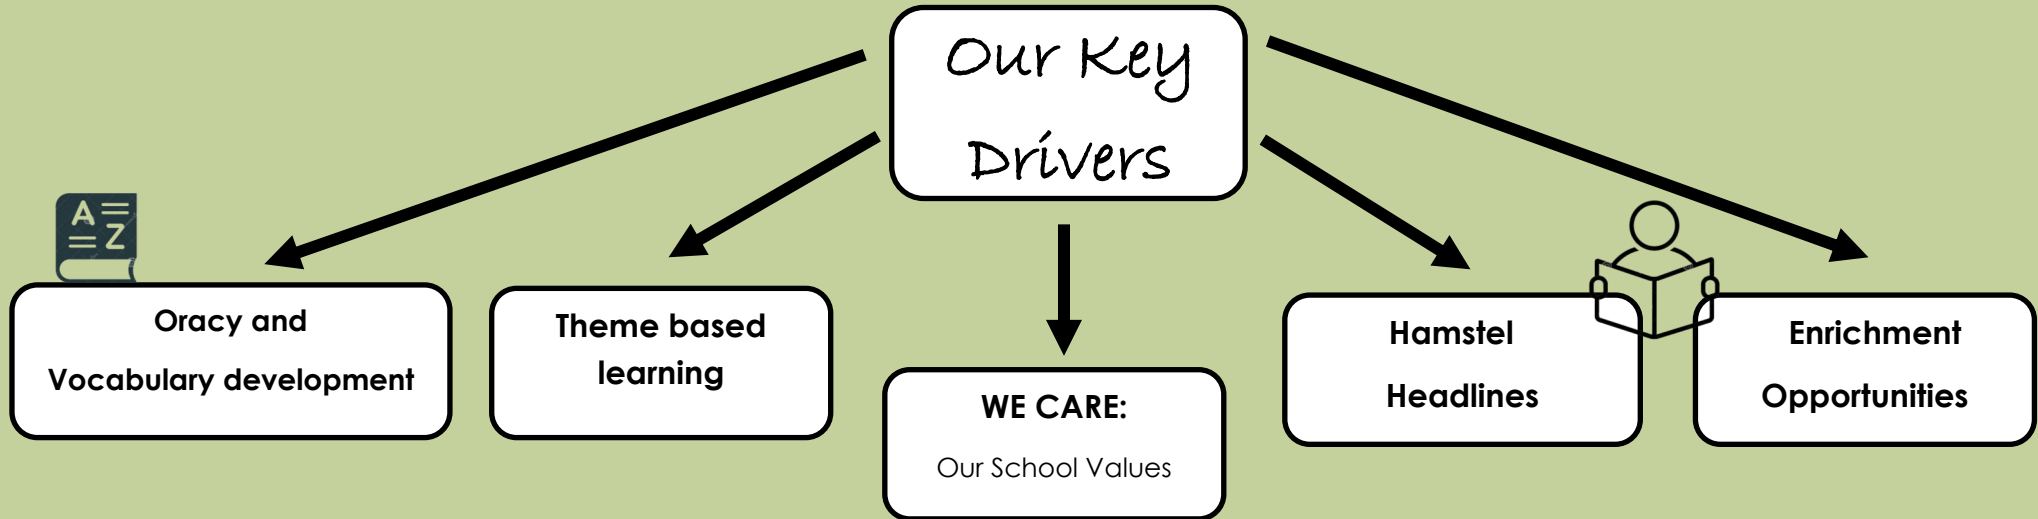 Our Key
Drivers
A
Z
Oracy and
Vocabulary development
Theme based
learning
WE CARE:
Our School Values
Hamstel
Headlines
Enrichment
Opportunities